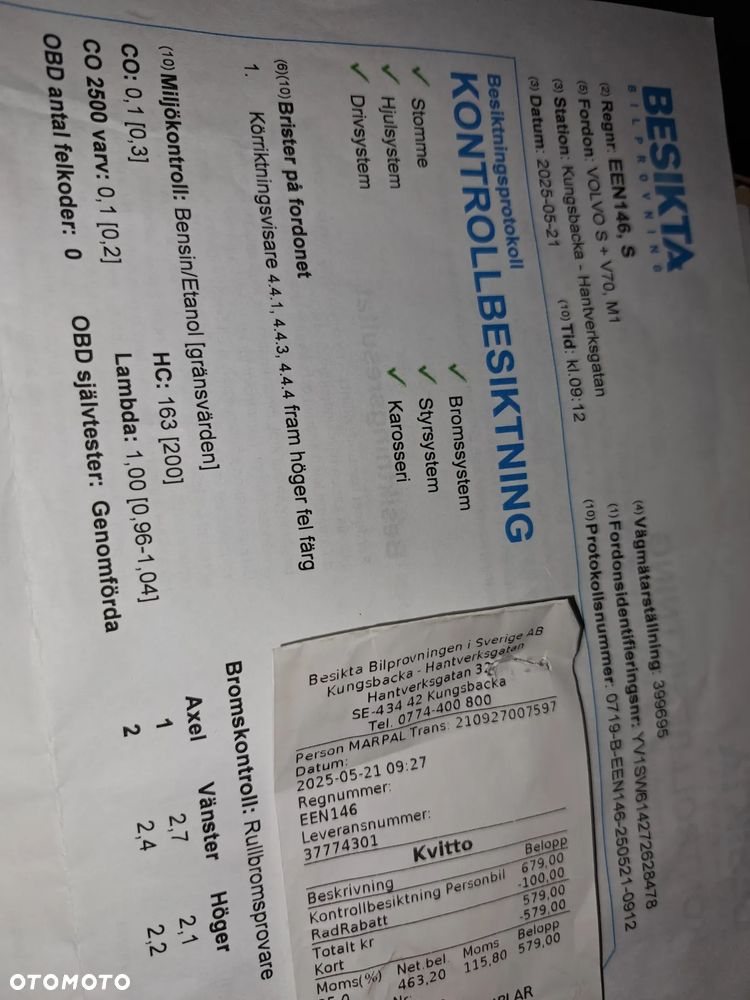 BESIKTA
BILPROVNING
(2) Regnr: EEN146, S
(5) Fordon: VOLVO S + V70, M1
(3) Station: Kungsbacka - Hantverksgatan
(3) Datum: 2025-05-21
(10) Tid: kl.09:12
(4) Vägmätarställning: 399695
(1) Fordonsidentifieringsnr: YV1SW614272628478
(10) Protokollsnummer: 0719-B-EEN146-250521-0912
Besiktningsprotokoll
KONTROLLBESIKTNING
✓ Stomme
✓ Hjulsystem
✓ Drivsystem
✓ Bromssystem
✓ Styrsystem
✓ Karosseri
(6)(10) Brister på fordonet
1. Körriktningsvisare 4.4.1, 4.4.3, 4.4.4 fram höger fel färg
(10) Miljökontroll: Bensin/Etanol [gränsvärden]
CO: 0,1 [0,3]
HC: 163 [200]
CO 2500 varv: 0,1 [0,2]
Lambda: 1,00 [0,96-1,04]
OBD antal felkoder: 0
OBD självtester: Genomförda
Bromskontroll: Rullbromsprovare
Axel Vänster Höger
1 2,7 2,1
2 2,4 2,2
Besikta Bilprovningen i Sverige AB
Kungsbacka - Hantverksgatan
Hantverksgatan
SE-434 42 Kungsbacka
Tel. 0774-400 800
Person MARPAL Trans: 210927007597
Datum:
2025-05-21 09:27
Regnummer:
EEN146
Leveransnummer:
37774301
Kvitto
Beskrivning Belopp
Kontrollbesiktning Personbil 679,00
RadRabatt -100,00
Totalt kr 579,00
Kort -579,00
Moms(%) Net.bel. Moms Belopp
463,20 115,80 579,00
OTOMOTO